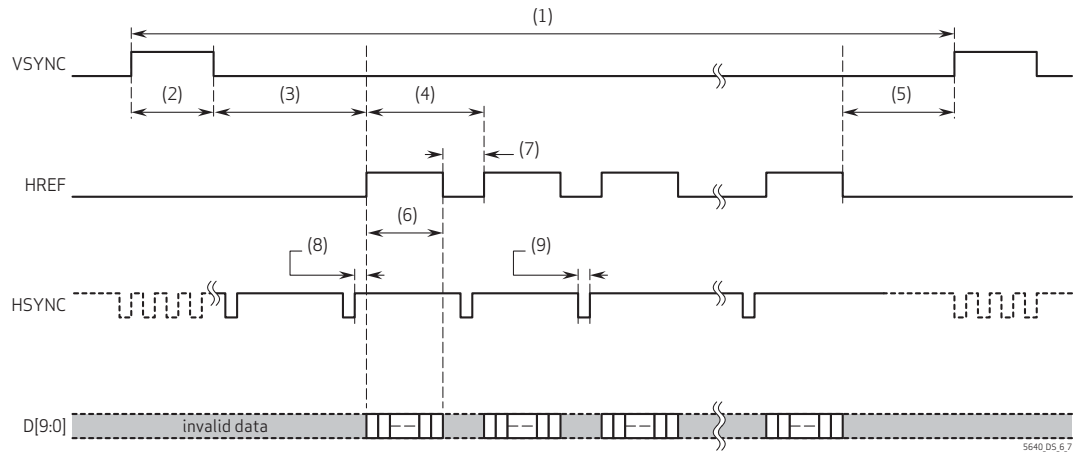 (1)
VSYNC
(2)
(3)
(4)
(5)
(7)
HREF
(6)
(8)
(9)
HSYNC
D[9:0]
invalid data
5640_DS_6_7